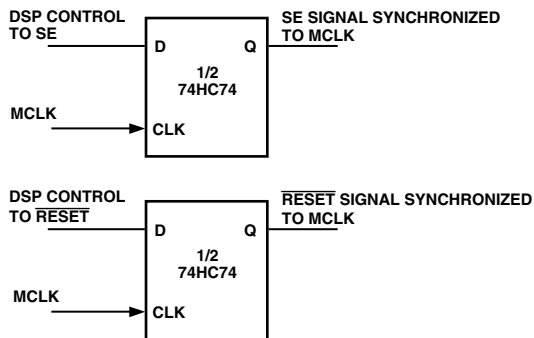 DSP CONTROL
TO SE
SE SIGNAL SYNCHRONIZED
TO MCLK
D
Q
1/2
74HC74
MCLK
CLK
DSP CONTROL
TO RESET
RESET SIGNAL SYNCHRONIZED
TO MCLK
D
Q
1/2
74HC74
MCLK
CLK